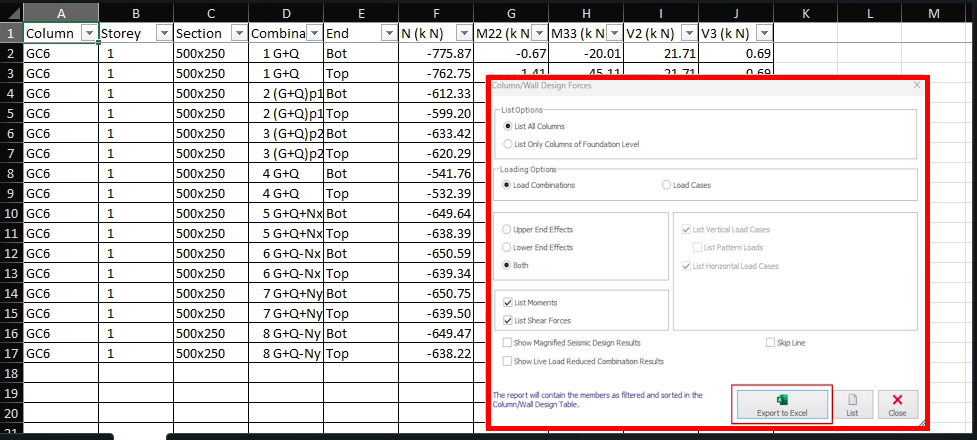 A B C D E F G H I J K L M
1 Column Storey Section Combina End N (k N) M22 (k N M33 (k N V2 (k N) V3 (k N)
2 GC6 1 500x250 1 G+Q Bot -775.87 -0.67 -20.01 21.71 0.69
3 GC6 1 500x250 1 G+Q Top -762.75 1.41 45.11 21.71 0.69
4 GC6 1 500x250 2 (G+Q)p1 Bot -612.33
5 GC6 1 500x250 2 (G+Q)p1 Top -599.20
6 GC6 1 500x250 3 (G+Q)p2 Bot -633.42
7 GC6 1 500x250 3 (G+Q)p2 Top -620.29
8 GC6 1 500x250 4 G+Q Bot -541.76
9 GC6 1 500x250 4 G+Q Top -532.39
10 GC6 1 500x250 5 G+Q+Nx Bot -649.64
11 GC6 1 500x250 5 G+Q+Nx Top -638.39
12 GC6 1 500x250 6 G+Q-Nx Bot -650.59
13 GC6 1 500x250 6 G+Q-Nx Top -639.34
14 GC6 1 500x250 7 G+Q+Ny Bot -650.75
15 GC6 1 500x250 7 G+Q+Ny Top -639.50
16 GC6 1 500x250 8 G+Q-Ny Bot -649.47
17 GC6 1 500x250 8 G+Q-Ny Top -638.22
18
19
20
21
Column/Wall Design Forces
List Options
List All Columns
List Only Columns of Foundation Level
Loading Options
Load Combinations Load Cases
Upper End Effects
Lower End Effects
Both
List Vertical Load Cases
List Pattern Loads
List Horizontal Load Cases
List Moments
List Shear Forces
Show Magnified Seismic Design Results Skip Line
Show Live Load Reduced Combination Results
The report will contain the members as filtered and sorted in the
Column/Wall Design Table.
Export to Excel List Close